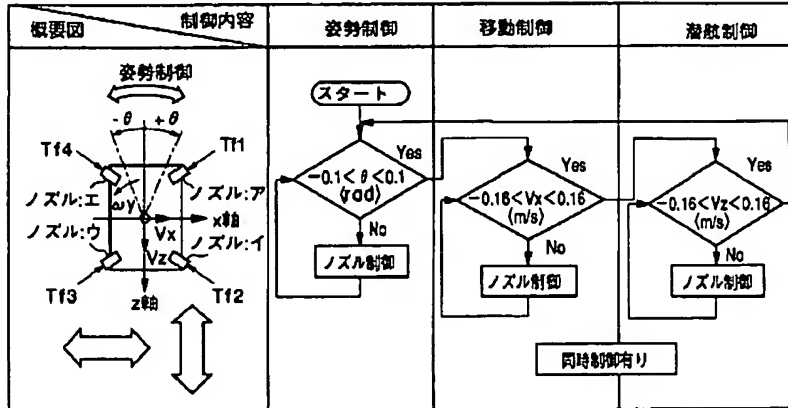 制御内容
概要図
姿勢制御
移動制御
潜航制御
姿勢制御
-θ +θ
Tf4
Tf1
ノズル:エ
ノズル:ア
ωy
x軸
ノズル:ウ
Vx
ノズル:イ
Vz
Tf3
Tf2
z軸
スタート
Yes
-0.1<θ<0.1
(rad)
No
ノズル制御
Yes
-0.16<Vx<0.16
(m/s)
No
ノズル制御
Yes
-0.16<Vz<0.16
(m/s)
No
ノズル制御
同時制御有り